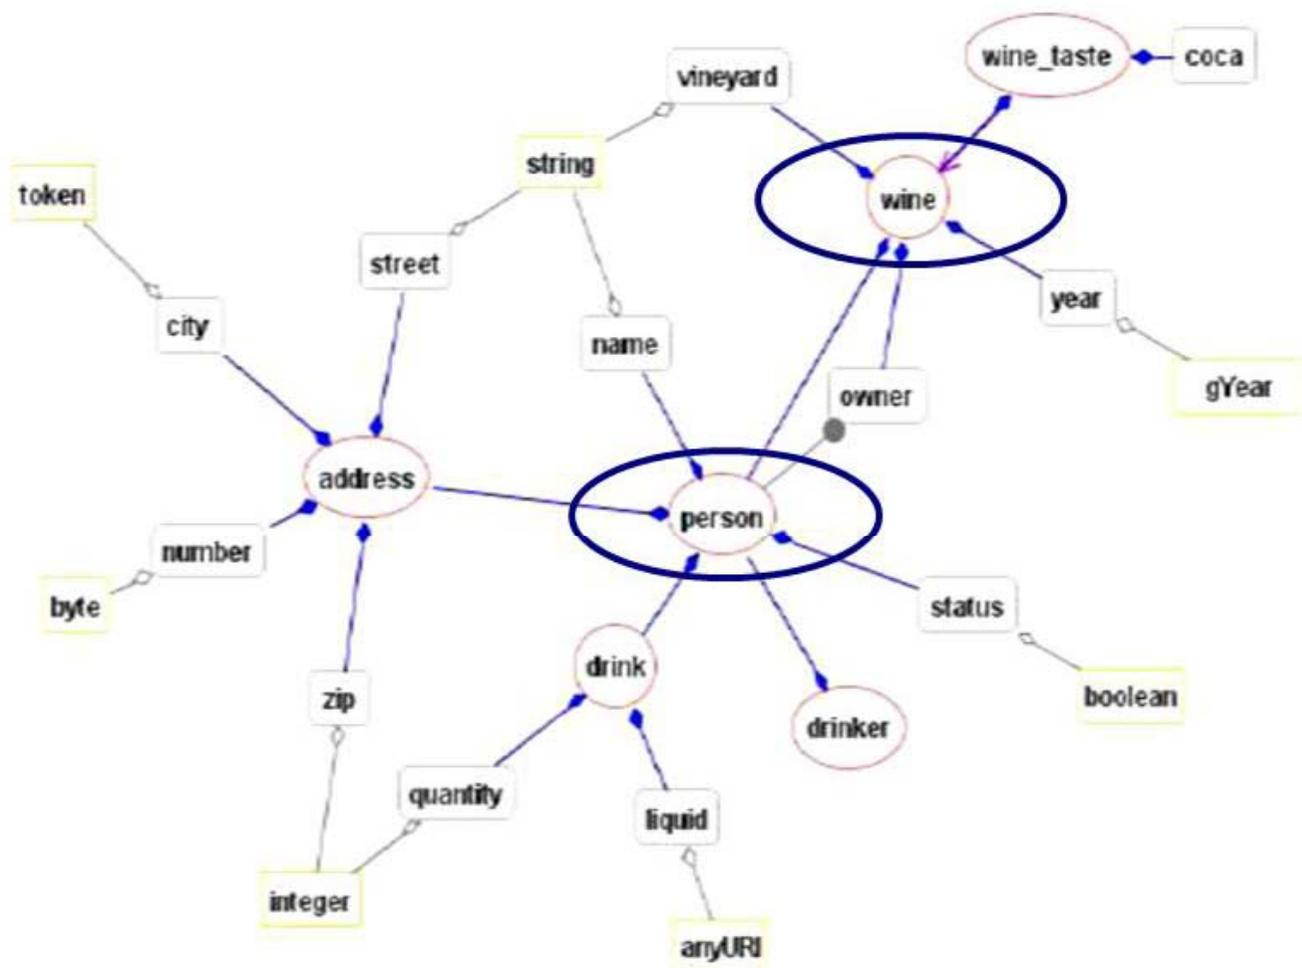 wine_taste
coca
vineyard
string
token
wine
street
city
year
name
gYear
owner
address
person
number
byte
status
drink
zip
boolean
drinker
quantity
liquid
integer
anyURI